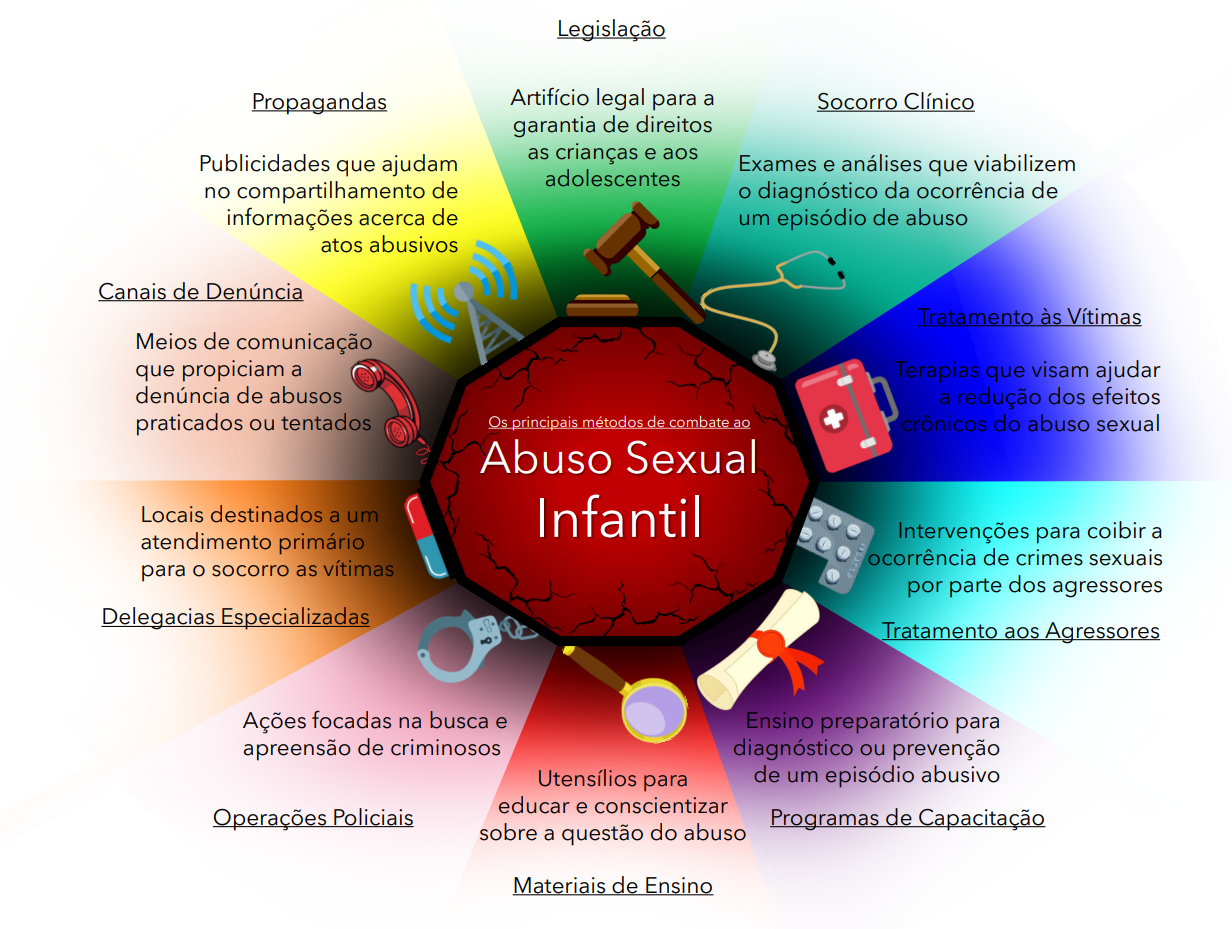 Legislação
Artifício legal para a
garantia de direitos
as crianças e aos
adolescentes
Socorro Clínico
Exames e análises que viabilizem
o diagnóstico da ocorrência de
um episódio de abuso
Tratamento às Vítimas
Terapias que visam ajudar
a redução dos efeitos
crônicos do abuso sexual
Intervenções para coibir a
ocorrência de crimes sexuais
por parte dos agressores
Tratamento aos Agressores
Ensino preparatório para
diagnóstico ou prevenção
de um episódio abusivo
Programas de Capacitação
Utensílios para
educar e conscientizar
sobre a questão do abuso
Materiais de Ensino
Ações focadas na busca e
apreensão de criminosos
Operações Policiais
Locais destinados a um
atendimento primário
para o socorro as vítimas
Delegacias Especializadas
Canais de Denúncia
Meios de comunicação
que propiciam a
denúncia de abusos
praticados ou tentados
Propagandas
Publicidades que ajudam
no compartilhamento de
informações acerca de
atos abusivos
Os principais métodos de combate ao
Abuso Sexual
Infantil